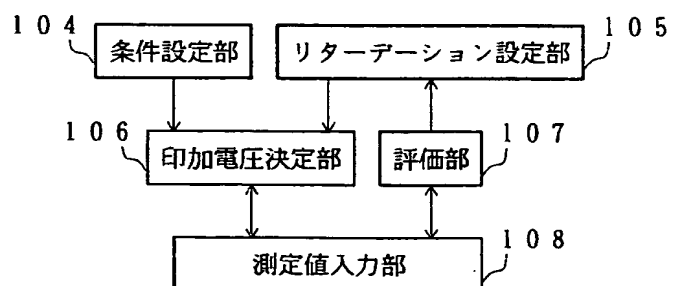 １０４
条件設定部
リターデーション設定部
１０５
１０６
印加電圧決定部
評価部
１０７
測定値入力部
１０８